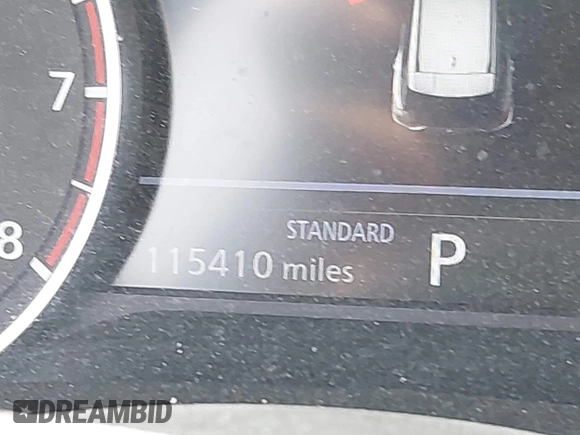 7
8
STANDARD
115410 miles
P
DREAMBID